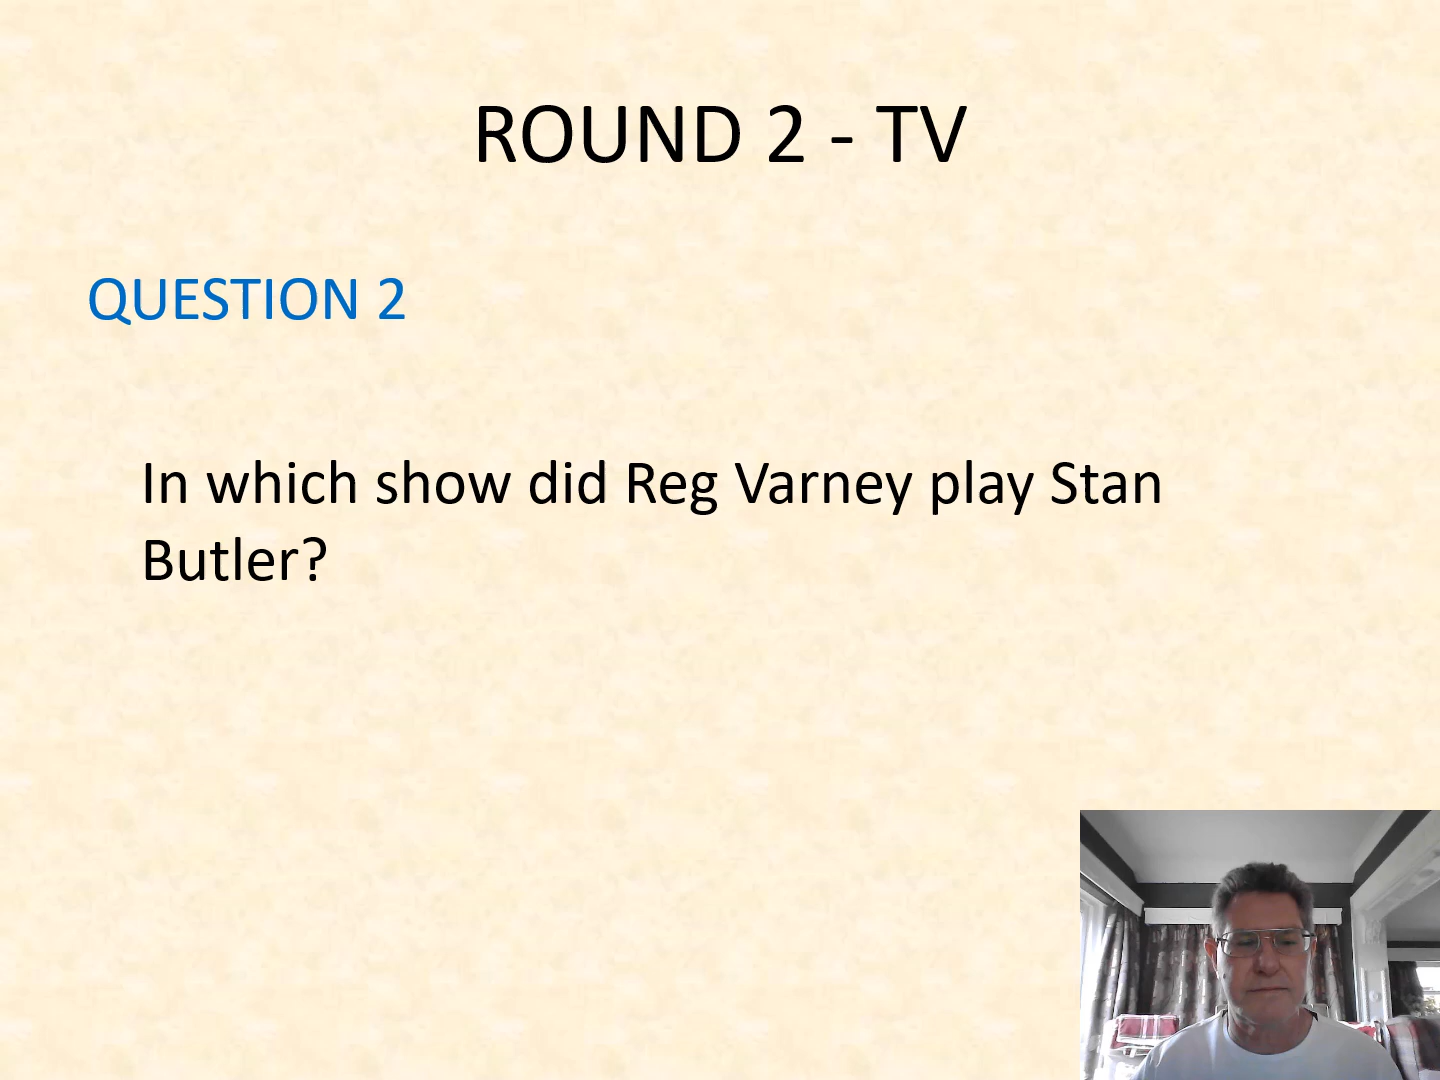 ROUND 2 - TV
QUESTION 2
In which show did Reg Varney play Stan
Butler?